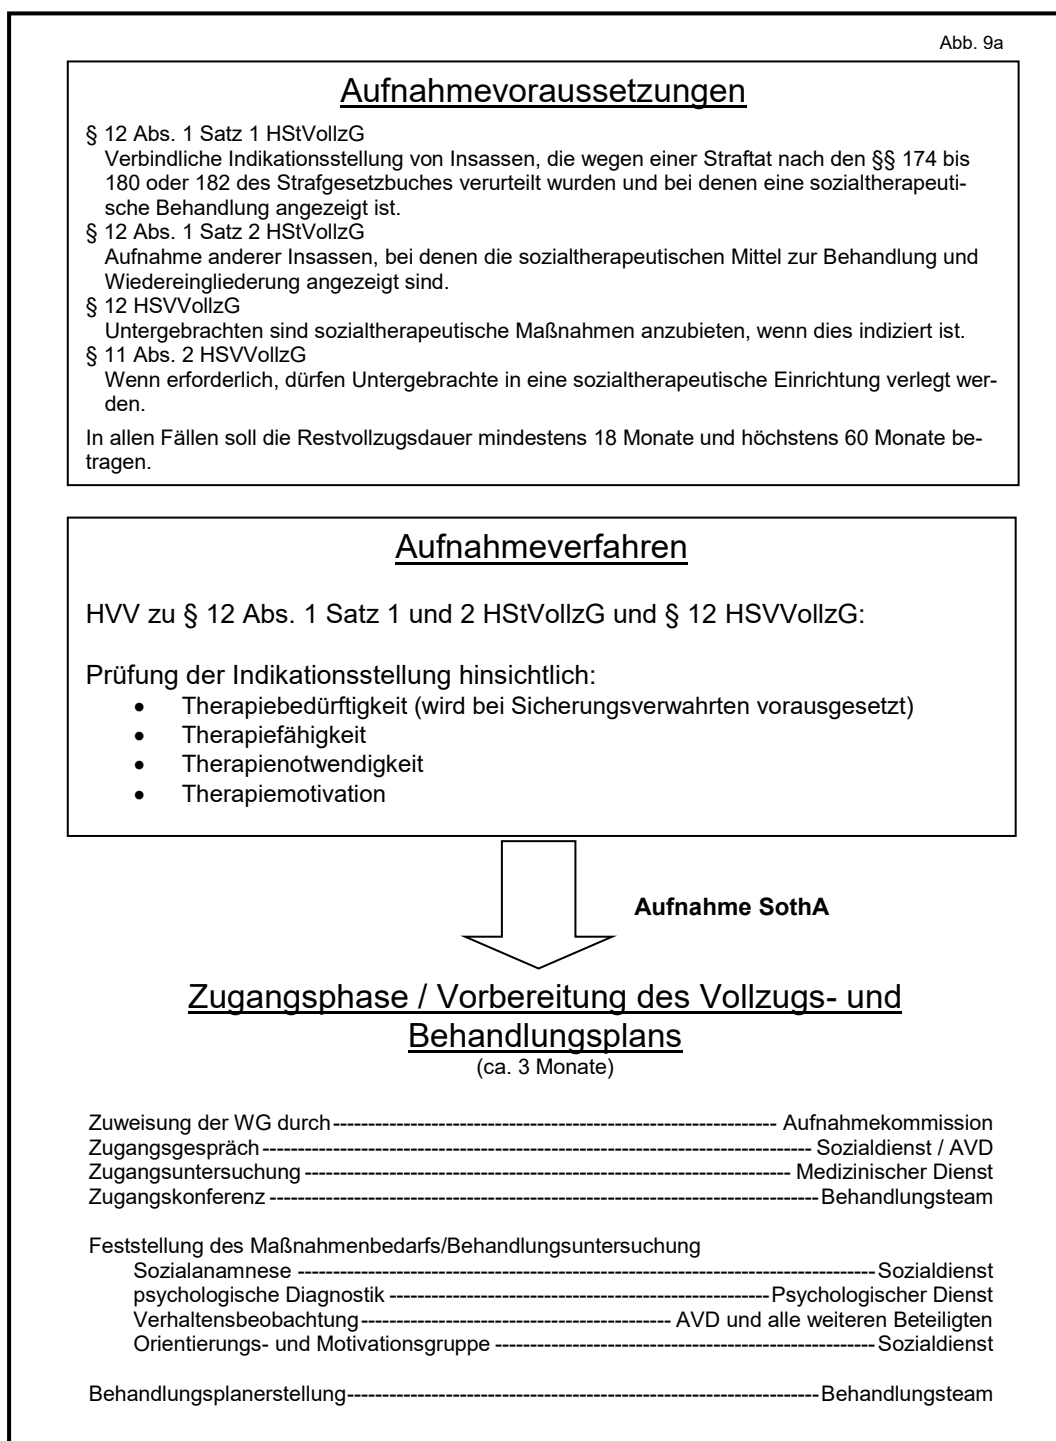 Abb. 9a
Aufnahmevoraussetzungen
§ 12 Abs. 1 Satz 1 HStVollzG
Verbindliche Indikationsstellung von Insassen, die wegen einer Straftat nach den §§ 174 bis
180 oder 182 des Strafgesetzbuches verurteilt wurden und bei denen eine sozialtherapeuti-
sche Behandlung angezeigt ist.
§ 12 Abs. 1 Satz 2 HStVollzG
Aufnahme anderer Insassen, bei denen die sozialtherapeutischen Mittel zur Behandlung und
Wiedereingliederung angezeigt sind.
§ 12 HSVVollzG
Untergebrachten sind sozialtherapeutische Maßnahmen anzubieten, wenn dies indiziert ist.
§ 11 Abs. 2 HSVVollzG
Wenn erforderlich, dürfen Untergebrachte in eine sozialtherapeutische Einrichtung verlegt wer-
den.
In allen Fällen soll die Restvollzugsdauer mindestens 18 Monate und höchstens 60 Monate be-
tragen.
Aufnahmeverfahren
HVV zu § 12 Abs. 1 Satz 1 und 2 HStVollzG und § 12 HSVVollzG:
Prüfung der Indikationsstellung hinsichtlich:
• Therapiebedürftigkeit (wird bei Sicherungsverwahrten vorausgesetzt)
• Therapiefähigkeit
• Therapienotwendigkeit
• Therapiemotivation
Aufnahme SothA
Zugangsphase / Vorbereitung des Vollzugs- und
Behandlungsplans
(ca. 3 Monate)
Zuweisung der WG durch--------------------------------------------------------------- Aufnahmekommission
Zugangsgespräch------------------------------------------------------------------------------ Sozialdienst / AVD
Zugangsuntersuchung--------------------------------------------------------------------- Medizinischer Dienst
Zugangskonferenz------------------------------------------------------------------------------Behandlungsteam
Feststellung des Maßnahmenbedarfs/Behandlungsuntersuchung
Sozialanamnese ----------------------------------------------------------------------------------Sozialdienst
psychologische Diagnostik ------------------------------------------------------Psychologischer Dienst
Verhaltensbeobachtung-------------------------------------------- AVD und alle weiteren Beteiligten
Orientierungs- und Motivationsgruppe ------------------------------------------------------Sozialdienst
Behandlungsplanerstellung-------------------------------------------------------------------Behandlungsteam